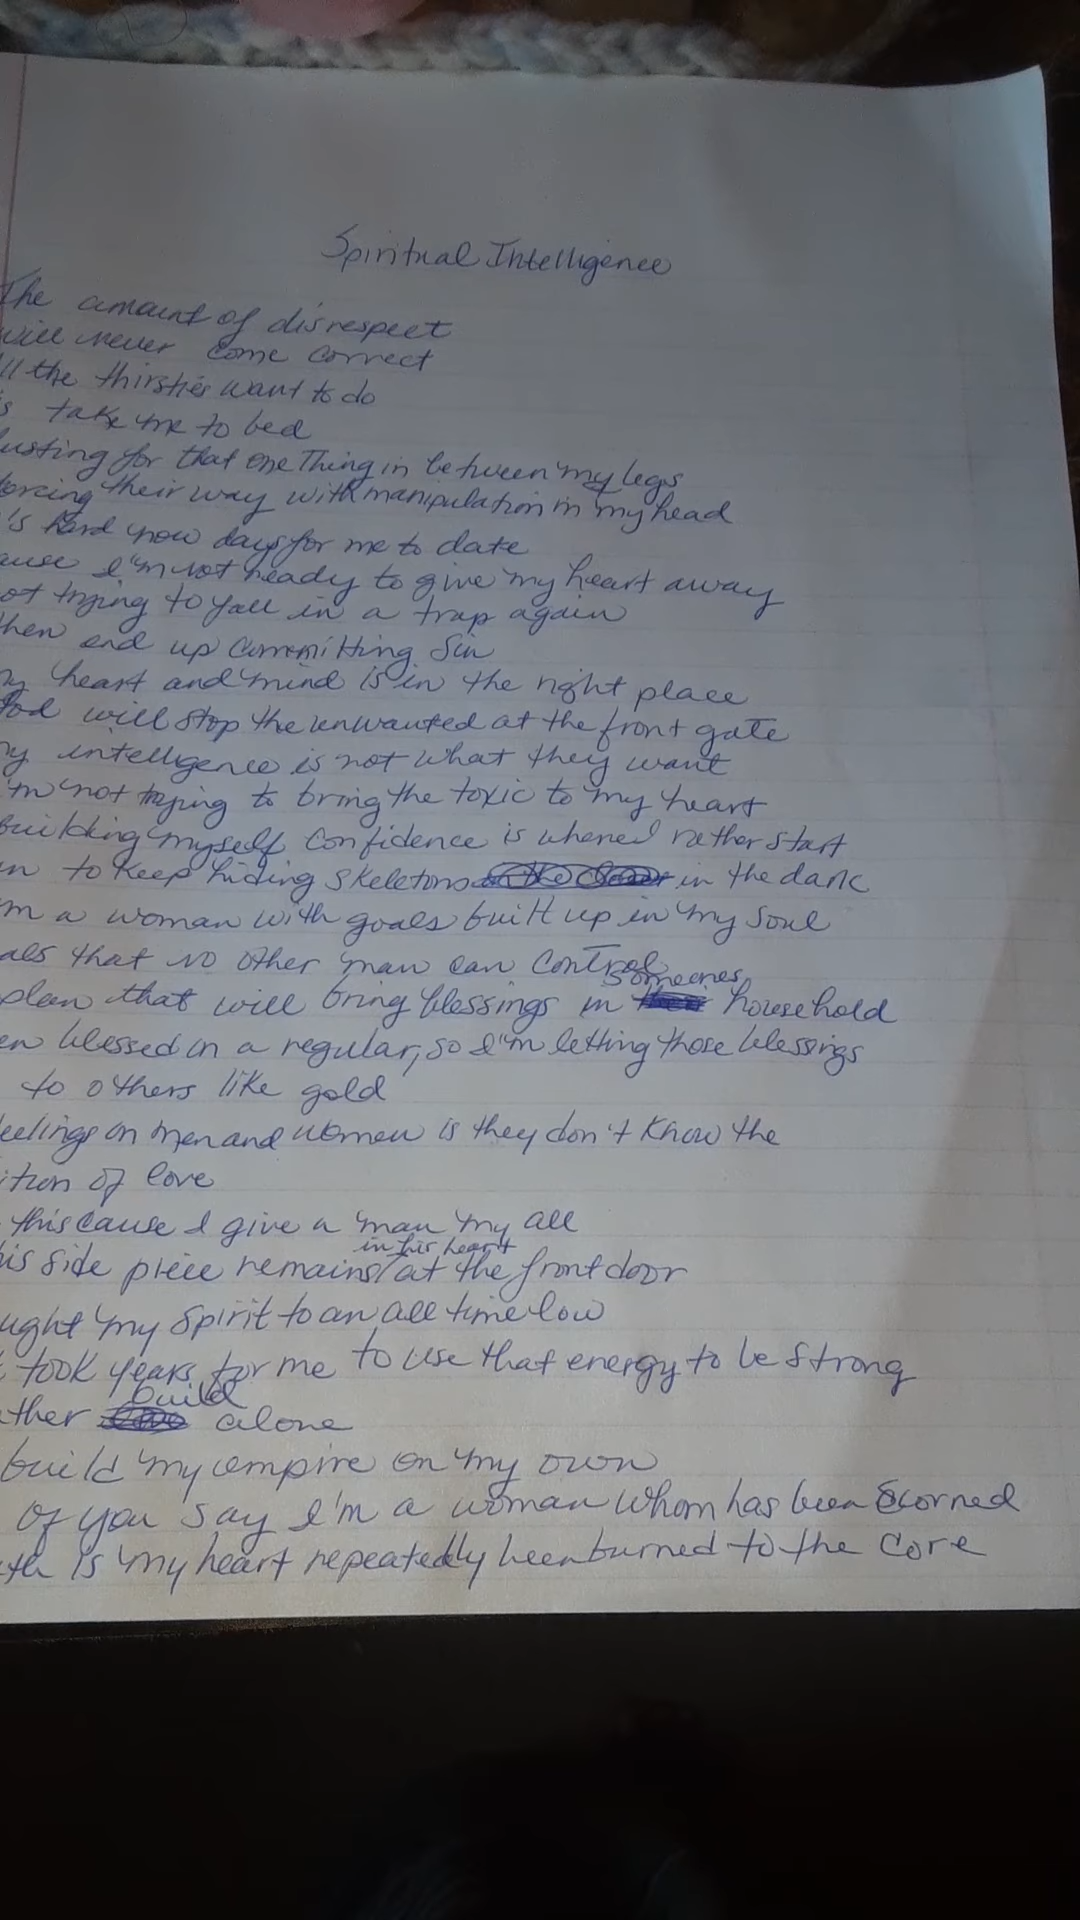 Spiritual Intelligence
The amount of disrespect
will never come correct
ll the thirsties want to do
s take me to bed
lusting for that one Thing in between my legs
forcing their way with manipulation in my head
's hard now days for me to date
ause I'm not ready to give my heart away
ot trying to fall in a trap again
then end up committing Sin
my heart and mind is in the right place
God will stop the unwanted at the front gate
my intelligence is not what they want
'm not trying to bring the toxic to my heart
building myself confidence is where I rather start
n to keep hiding skeletons in the dark
m a woman with goals built up in my soul
als that no other man can control
plan that will bring blessings in someones household
en blessed on a regular, so I'm letting those blessings
to others like gold
eelings on men and women is they don't know the
ition of love
this cause I give a man my all
is side piece remains in his heart at the front door
ught my spirit to an all time low
t took years for me to use that energy to be strong
ather build alone
build my empire on my own
of you say I'm a woman whom has been scorned
th is my heart repeatedly been burned to the core